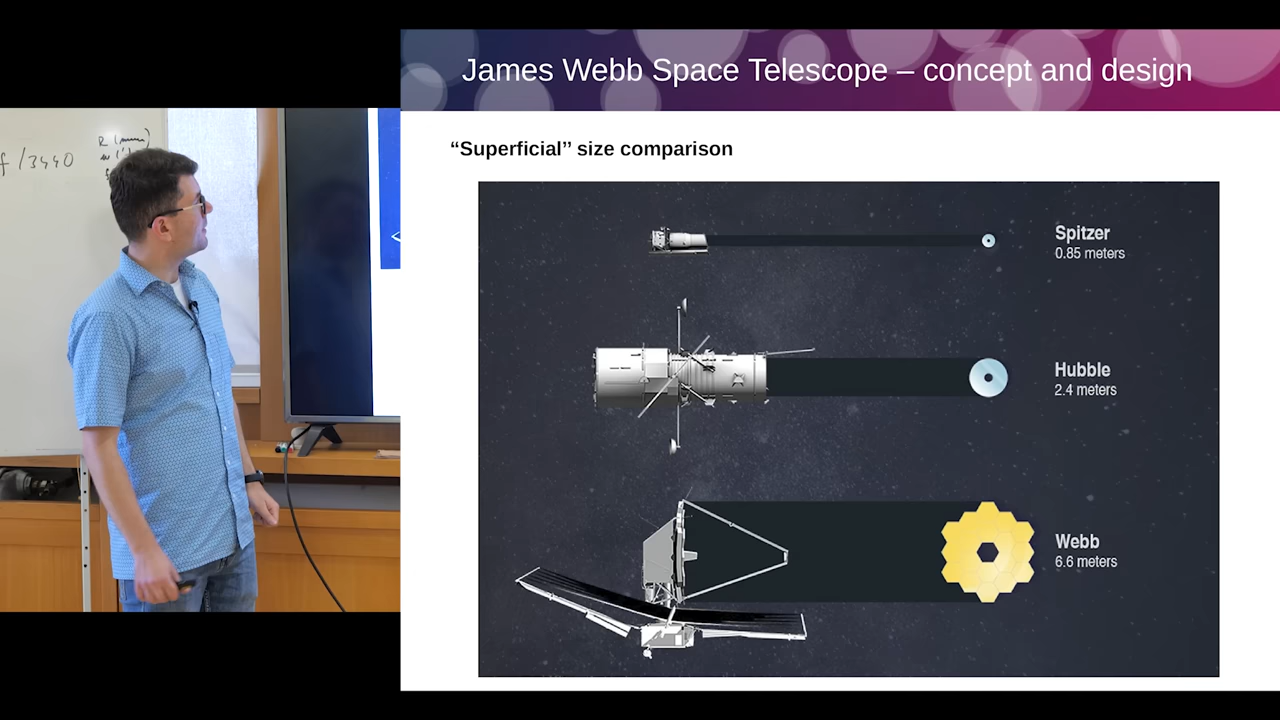 James Webb Space Telescope – concept and design
“Superficial” size comparison
Spitzer
0.85 meters
Hubble
2.4 meters
Webb
6.6 meters
f /3440